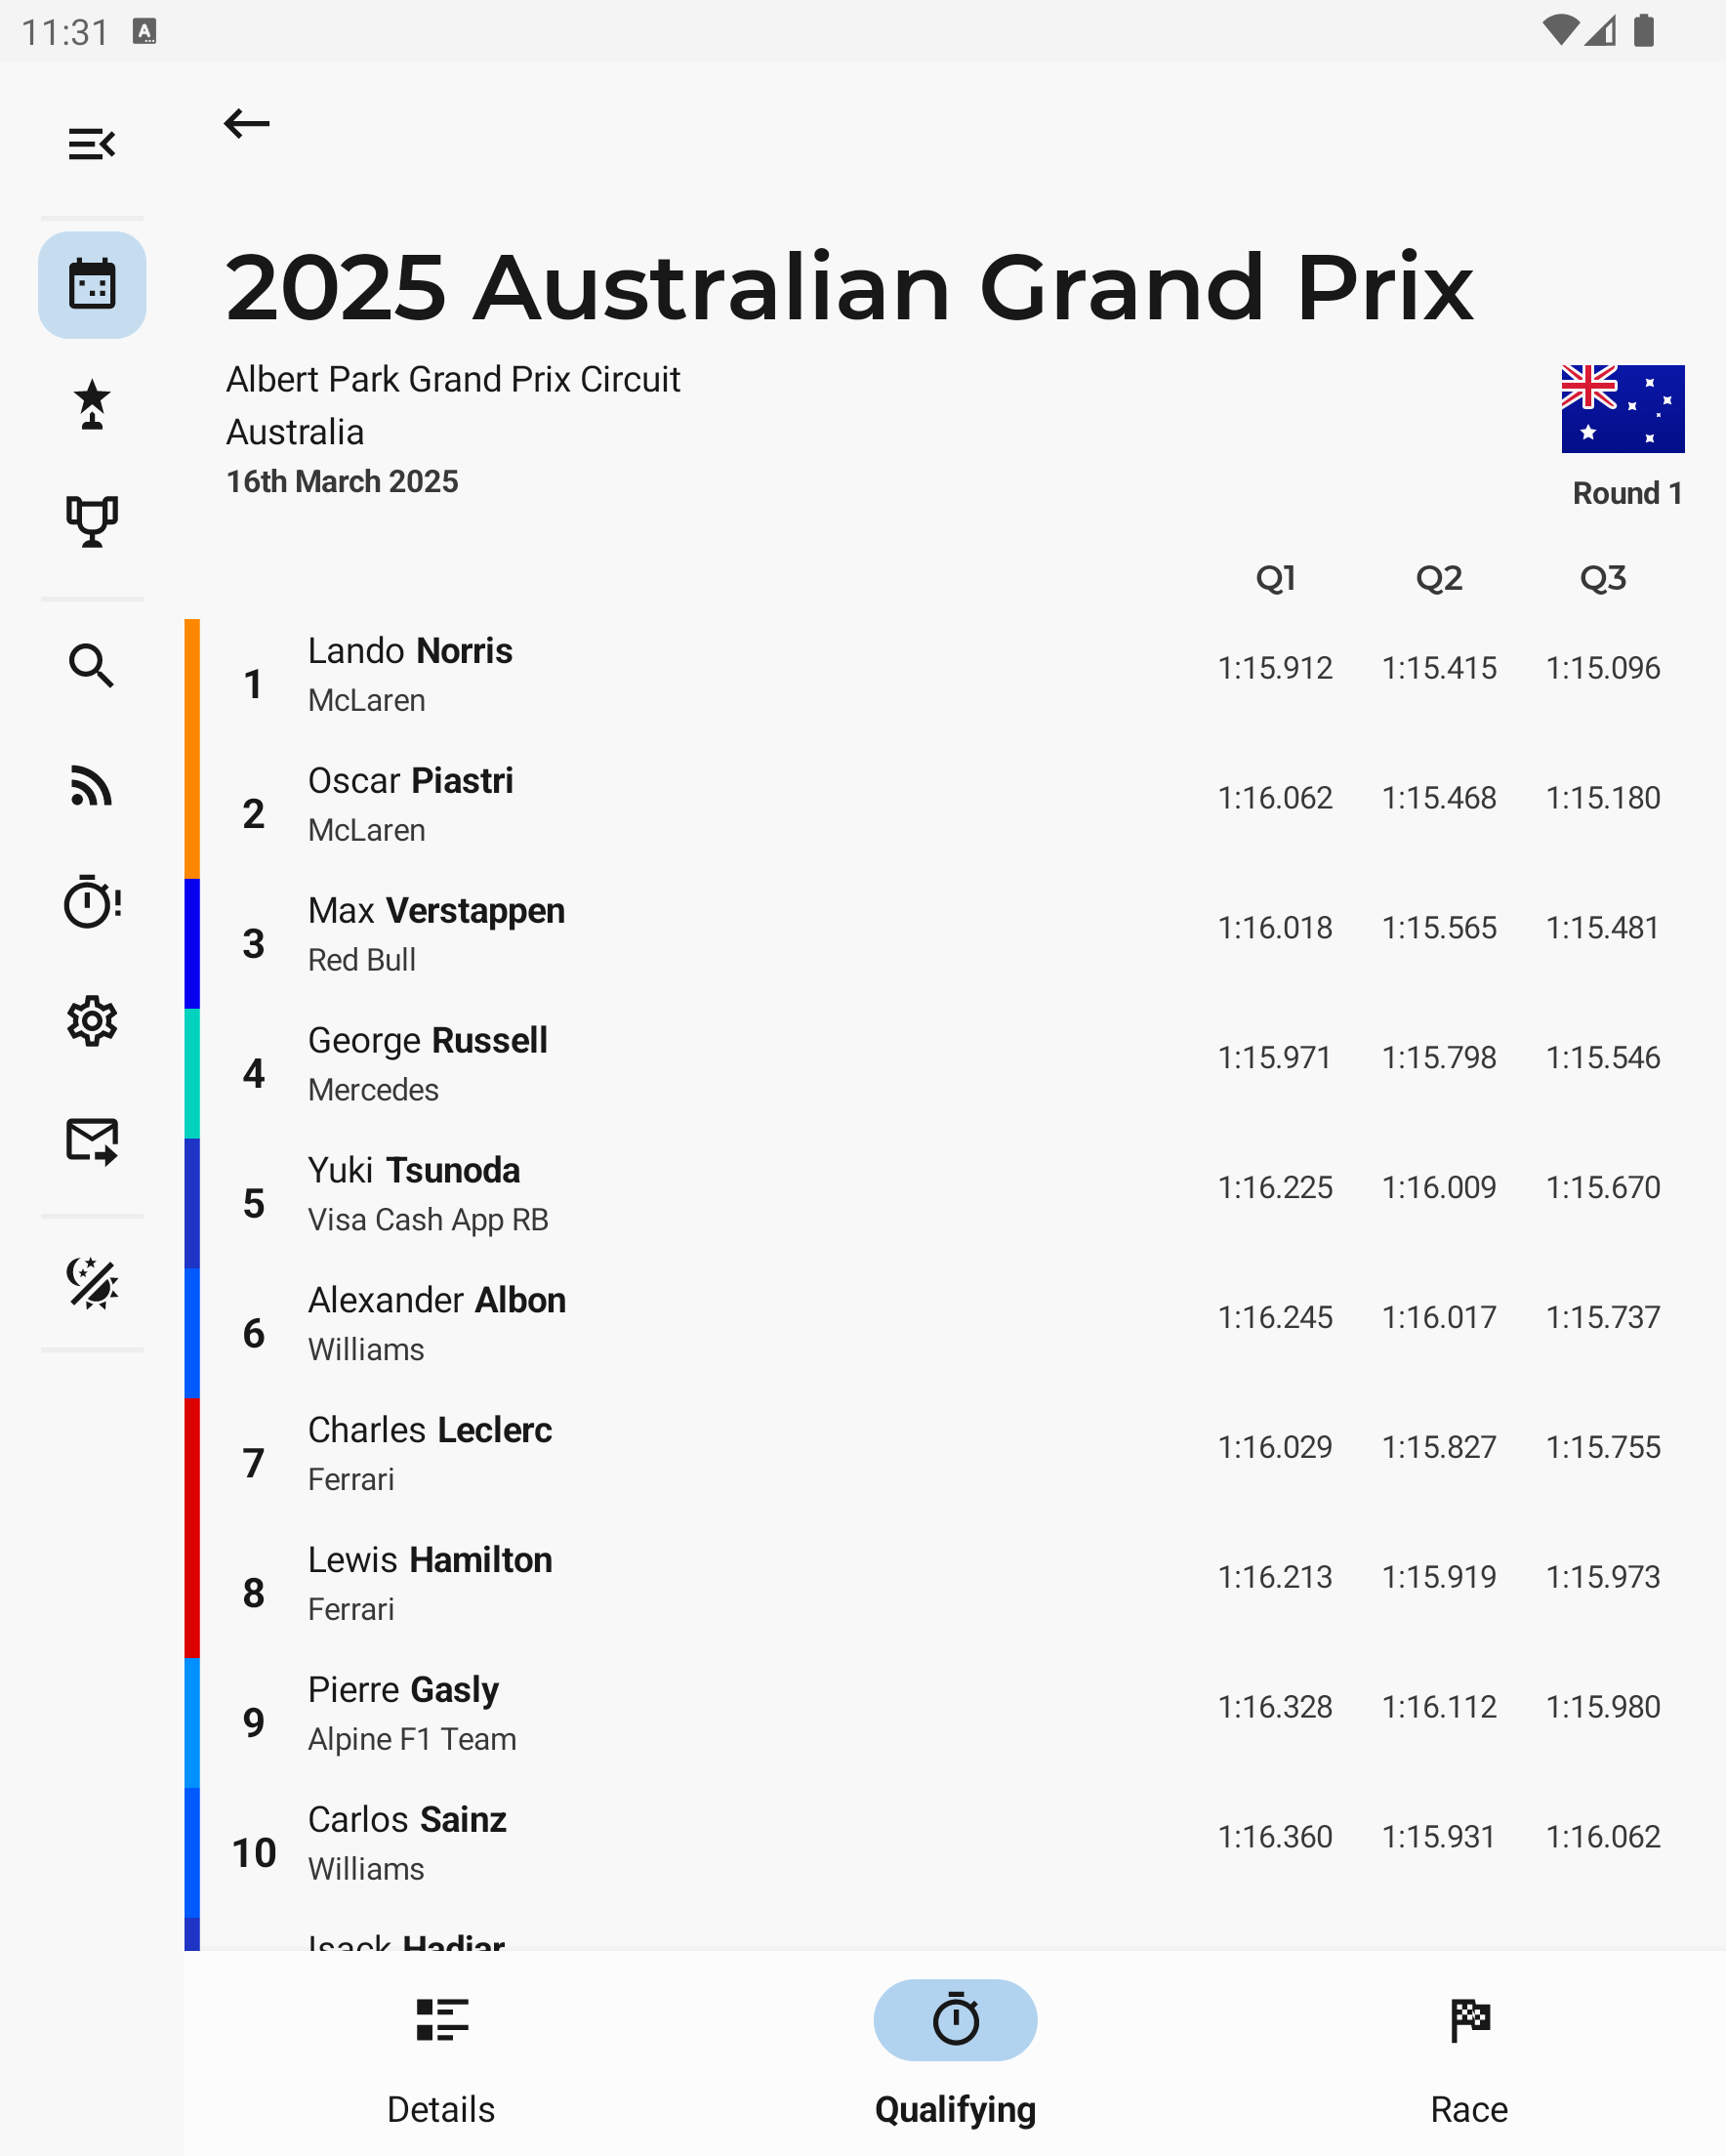 11:31
2025 Australian Grand Prix
Albert Park Grand Prix Circuit
Australia
16th March 2025
Round 1
Q1 Q2 Q3
1 Lando Norris 1:15.912 1:15.415 1:15.096
McLaren
2 Oscar Piastri 1:16.062 1:15.468 1:15.180
McLaren
3 Max Verstappen 1:16.018 1:15.565 1:15.481
Red Bull
4 George Russell 1:15.971 1:15.798 1:15.546
Mercedes
5 Yuki Tsunoda 1:16.225 1:16.009 1:15.670
Visa Cash App RB
6 Alexander Albon 1:16.245 1:16.017 1:15.737
Williams
7 Charles Leclerc 1:16.029 1:15.827 1:15.755
Ferrari
8 Lewis Hamilton 1:16.213 1:15.919 1:15.973
Ferrari
9 Pierre Gasly 1:16.328 1:16.112 1:15.980
Alpine F1 Team
10 Carlos Sainz 1:16.360 1:15.931 1:16.062
Williams
Isack Hadjar
Details Qualifying Race